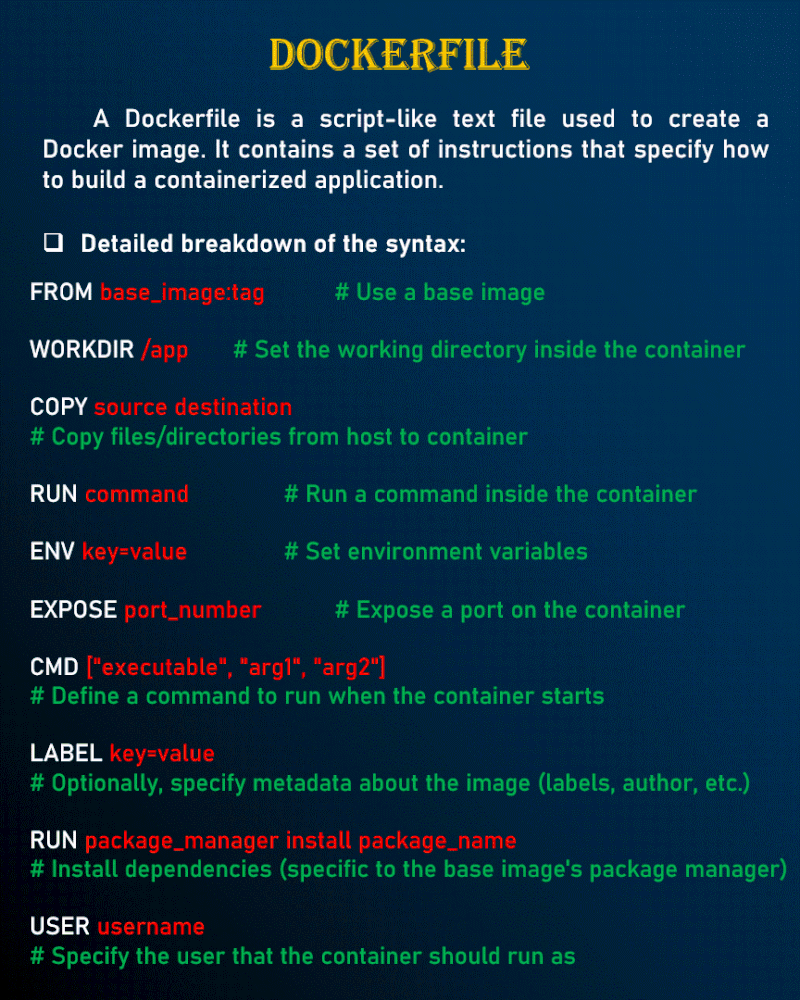 DOCKERFILE
A Dockerfile is a script-like text file used to create a
Docker image. It contains a set of instructions that specify how
to build a containerized application.
❑ Detailed breakdown of the syntax:
FROM base_image:tag # Use a base image
WORKDIR /app # Set the working directory inside the container
COPY source destination
# Copy files/directories from host to container
RUN command # Run a command inside the container
ENV key=value # Set environment variables
EXPOSE port_number # Expose a port on the container
CMD ["executable", "arg1", "arg2"]
# Define a command to run when the container starts
LABEL key=value
# Optionally, specify metadata about the image (labels, author, etc.)
RUN package_manager install package_name
# Install dependencies (specific to the base image's package manager)
USER username
# Specify the user that the container should run as